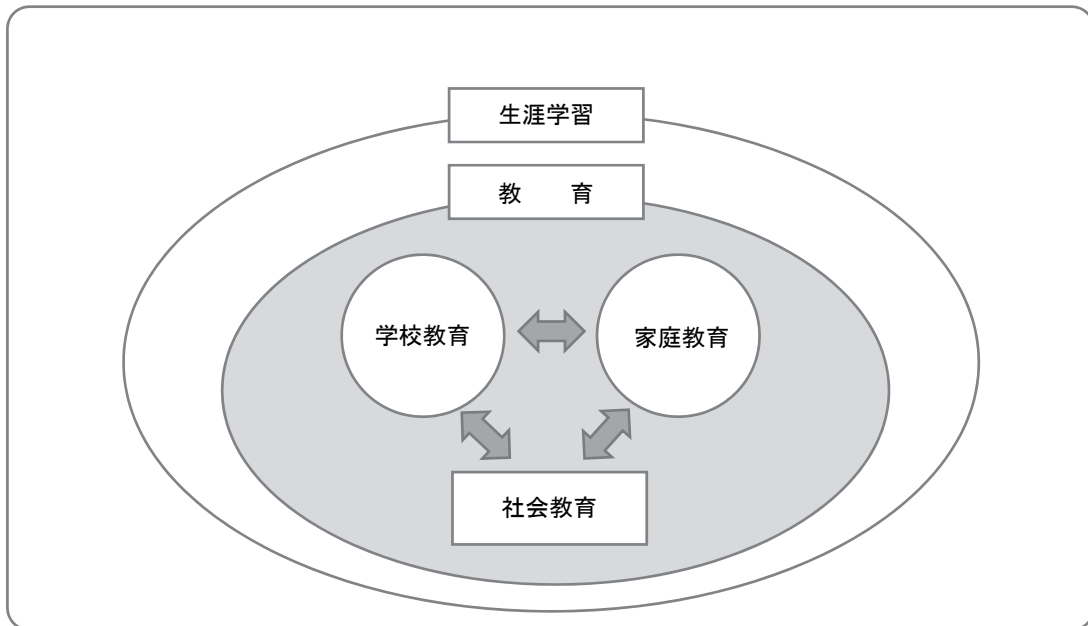 生涯学習
教　　育
学校教育
家庭教育
社会教育